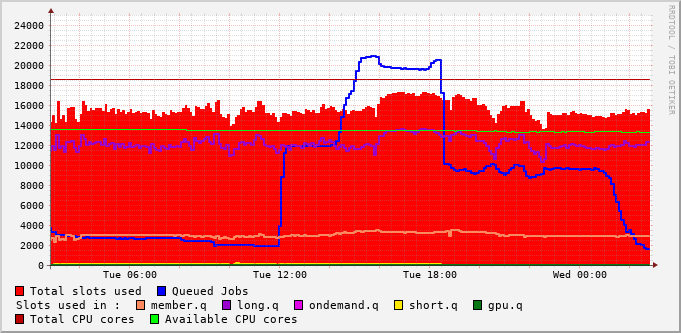 24000
22000
20000
18000
16000
14000
12000
10000
8000
6000
4000
2000
0
Tue 06:00 Tue 12:00 Tue 18:00 Wed 00:00
RRDTOOL / TOBI OETIKER
Total slots used Queued Jobs
Slots used in : member.q long.q ondemand.q short.q gpu.q
Total CPU cores Available CPU cores